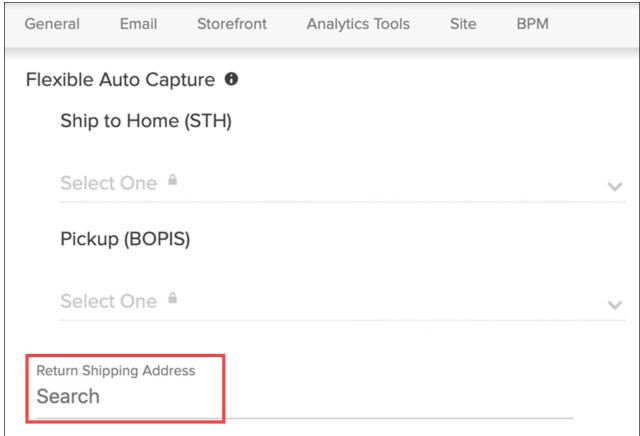 General Email Storefront Analytics Tools Site BPM
Flexible Auto Capture
Ship to Home (STH)
Select One
Pickup (BOPIS)
Select One
Return Shipping Address
Search